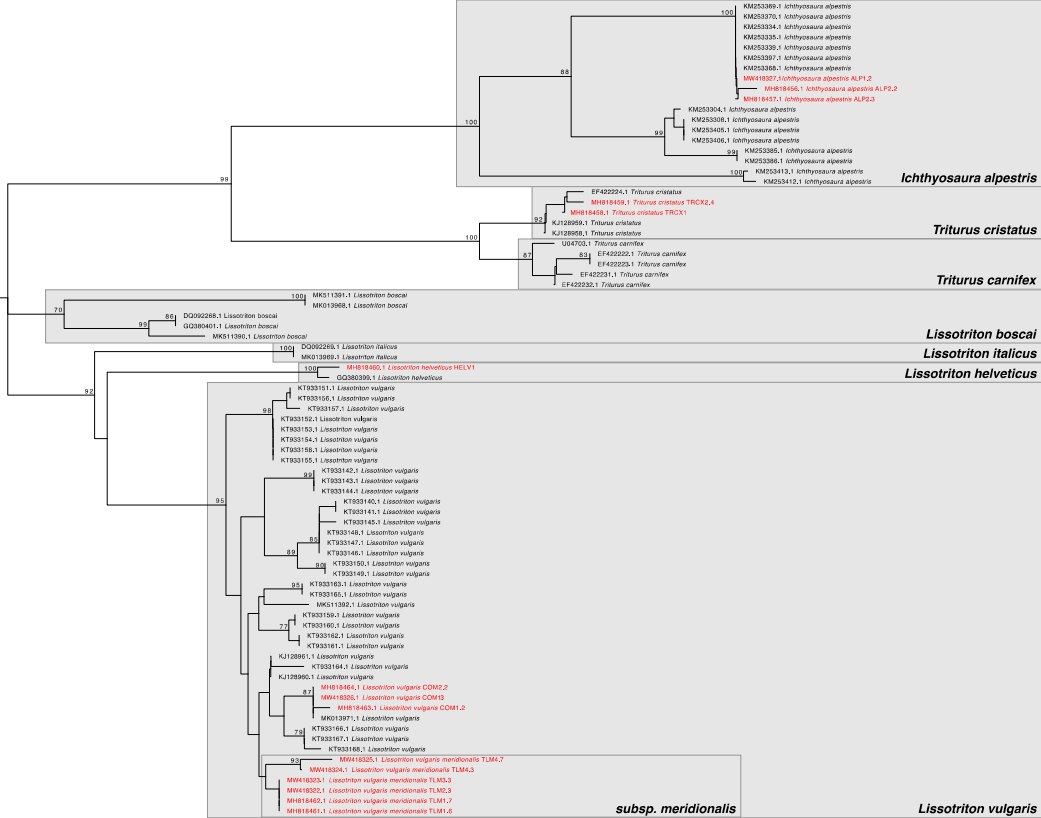 KM253369.1 Ichthyosaura alpestris
100
KM253370.1 Ichthyosaura alpestris
KM253334.1 Ichthyosaura alpestris
KM253335.1 Ichthyosaura alpestris
KM253339.1 Ichthyosaura alpestris
KM253397.1 Ichthyosaura alpestris
KM253368.1 Ichthyosaura alpestris
88
MW418327.1Ichthyosaura alpestris ALP1.2
MH818456.1 Ichthyosaura alpestris ALP2.2
MH818457.1 Ichthyosaura alpestris ALP2.3
KM253304.1 Ichthyosaura alpestris
KM253308.1 Ichthyosaura alpestris
100
KM253405.1 Ichthyosaura alpestris
99
KM253406.1 Ichthyosaura alpestris
KM253385.1 Ichthyosaura alpestris
99
KM253386.1 Ichthyosaura alpestris
KM253413.1 Ichthyosaura alpestris
100
KM253412.1 Ichthyosaura alpestris
Ichthyosaura alpestris
99
EF422224.1 Triturus cristatus
MH818459.1 Triturus cristatus TRCX2.4
MH818458.1 Triturus cristatus TRCX1
92
KJ128959.1 Triturus cristatus
KJ128958.1 Triturus cristatus
Triturus cristatus
100
U04703.1 Triturus carnifex
87
83
EF422222.1 Triturus carnifex
EF422223.1 Triturus carnifex
EF422231.1 Triturus carnifex
EF422232.1 Triturus carnifex
Triturus carnifex
100
MK511391.1 Lissotriton boscai
MK013968.1 Lissotriton boscai
70
86
DQ092268.1 Lissotriton boscai
99
GQ380401.1 Lissotriton boscai
MK511390.1 Lissotriton boscai
Lissotriton boscai
DQ092269.1 Lissotriton italicus
100
MK013969.1 Lissotriton italicus
Lissotriton italicus
100
MH818460.1 Lissotriton helveticus HELV1
GQ380399.1 Lissotriton helveticus
Lissotriton helveticus
92
KT933151.1 Lissotriton vulgaris
KT933156.1 Lissotriton vulgaris
98
KT933157.1 Lissotriton vulgaris
KT933152.1 Lissotriton vulgaris
KT933153.1 Lissotriton vulgaris
KT933154.1 Lissotriton vulgaris
KT933158.1 Lissotriton vulgaris
KT933155.1 Lissotriton vulgaris
KT933142.1 Lissotriton vulgaris
99
KT933143.1 Lissotriton vulgaris
KT933144.1 Lissotriton vulgaris
95
KT933140.1 Lissotriton vulgaris
KT933141.1 Lissotriton vulgaris
KT933145.1 Lissotriton vulgaris
KT933148.1 Lissotriton vulgaris
85
KT933147.1 Lissotriton vulgaris
89
KT933146.1 Lissotriton vulgaris
90
KT933150.1 Lissotriton vulgaris
KT933149.1 Lissotriton vulgaris
95
KT933163.1 Lissotriton vulgaris
KT933165.1 Lissotriton vulgaris
MK511392.1 Lissotriton vulgaris
KT933159.1 Lissotriton vulgaris
77
KT933160.1 Lissotriton vulgaris
KT933162.1 Lissotriton vulgaris
KT933161.1 Lissotriton vulgaris
KJ128961.1 Lissotriton vulgaris
KT933164.1 Lissotriton vulgaris
KJ128960.1 Lissotriton vulgaris
87
MH818464.1 Lissotriton vulgaris COM2.2
MW418326.1 Lissotriton vulgaris COM13
MH818463.1 Lissotriton vulgaris COM1.2
MK013971.1 Lissotriton vulgaris
79
KT933166.1 Lissotriton vulgaris
KT933167.1 Lissotriton vulgaris
KT933168.1 Lissotriton vulgaris
93
MW418325.1 Lissotriton vulgaris meridionalis TLM4.7
MW418324.1 Lissotriton vulgaris meridionalis TLM4.3
MW418323.1 Lissotriton vulgaris meridionalis TLM3.3
MW418322.1 Lissotriton vulgaris meridionalis TLM2.3
MH818462.1 Lissotriton vulgaris meridionalis TLM1.7
MH818461.1 Lissotriton vulgaris meridionalis TLM1.6
subsp. meridionalis
Lissotriton vulgaris